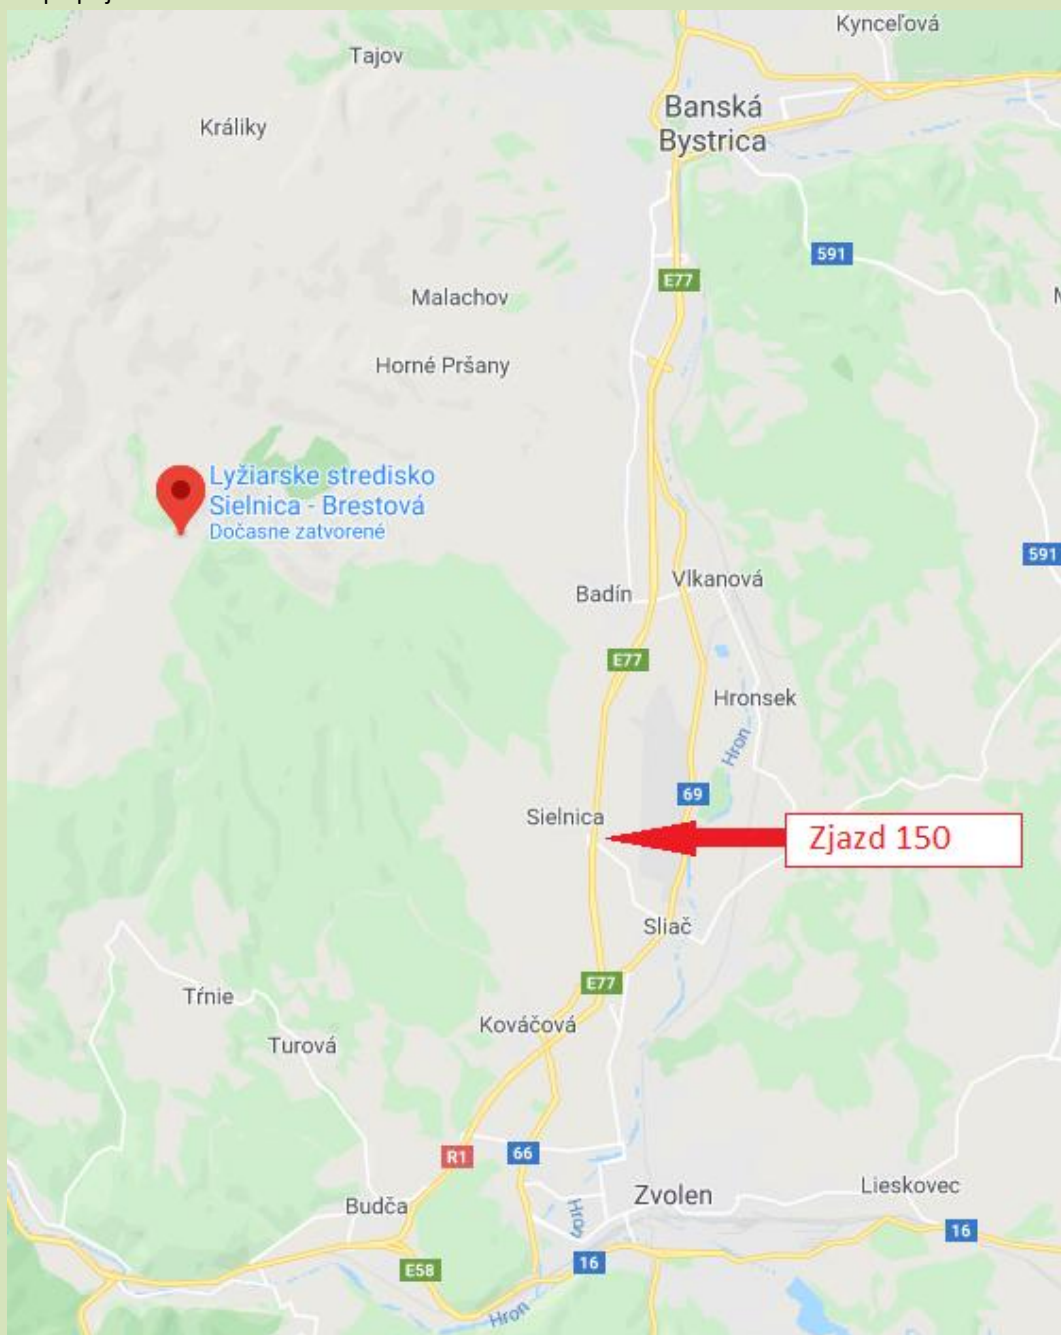 Kynceľová
Tajov
Banská
Bystrica
Králiky
591
E77
Malachov
Horné Pršany
Lyžiarske stredisko
Sielnica - Brestová
Dočasne zatvorené
591
Vlkanová
Badín
E77
Hronsek
Hron
69
Sielnica
Zjazd 150
Sliač
E77
Tŕnie
Kováčová
Turová
R1
66
Lieskovec
Zvolen
Budča
Hron
16
16
E58
Hron